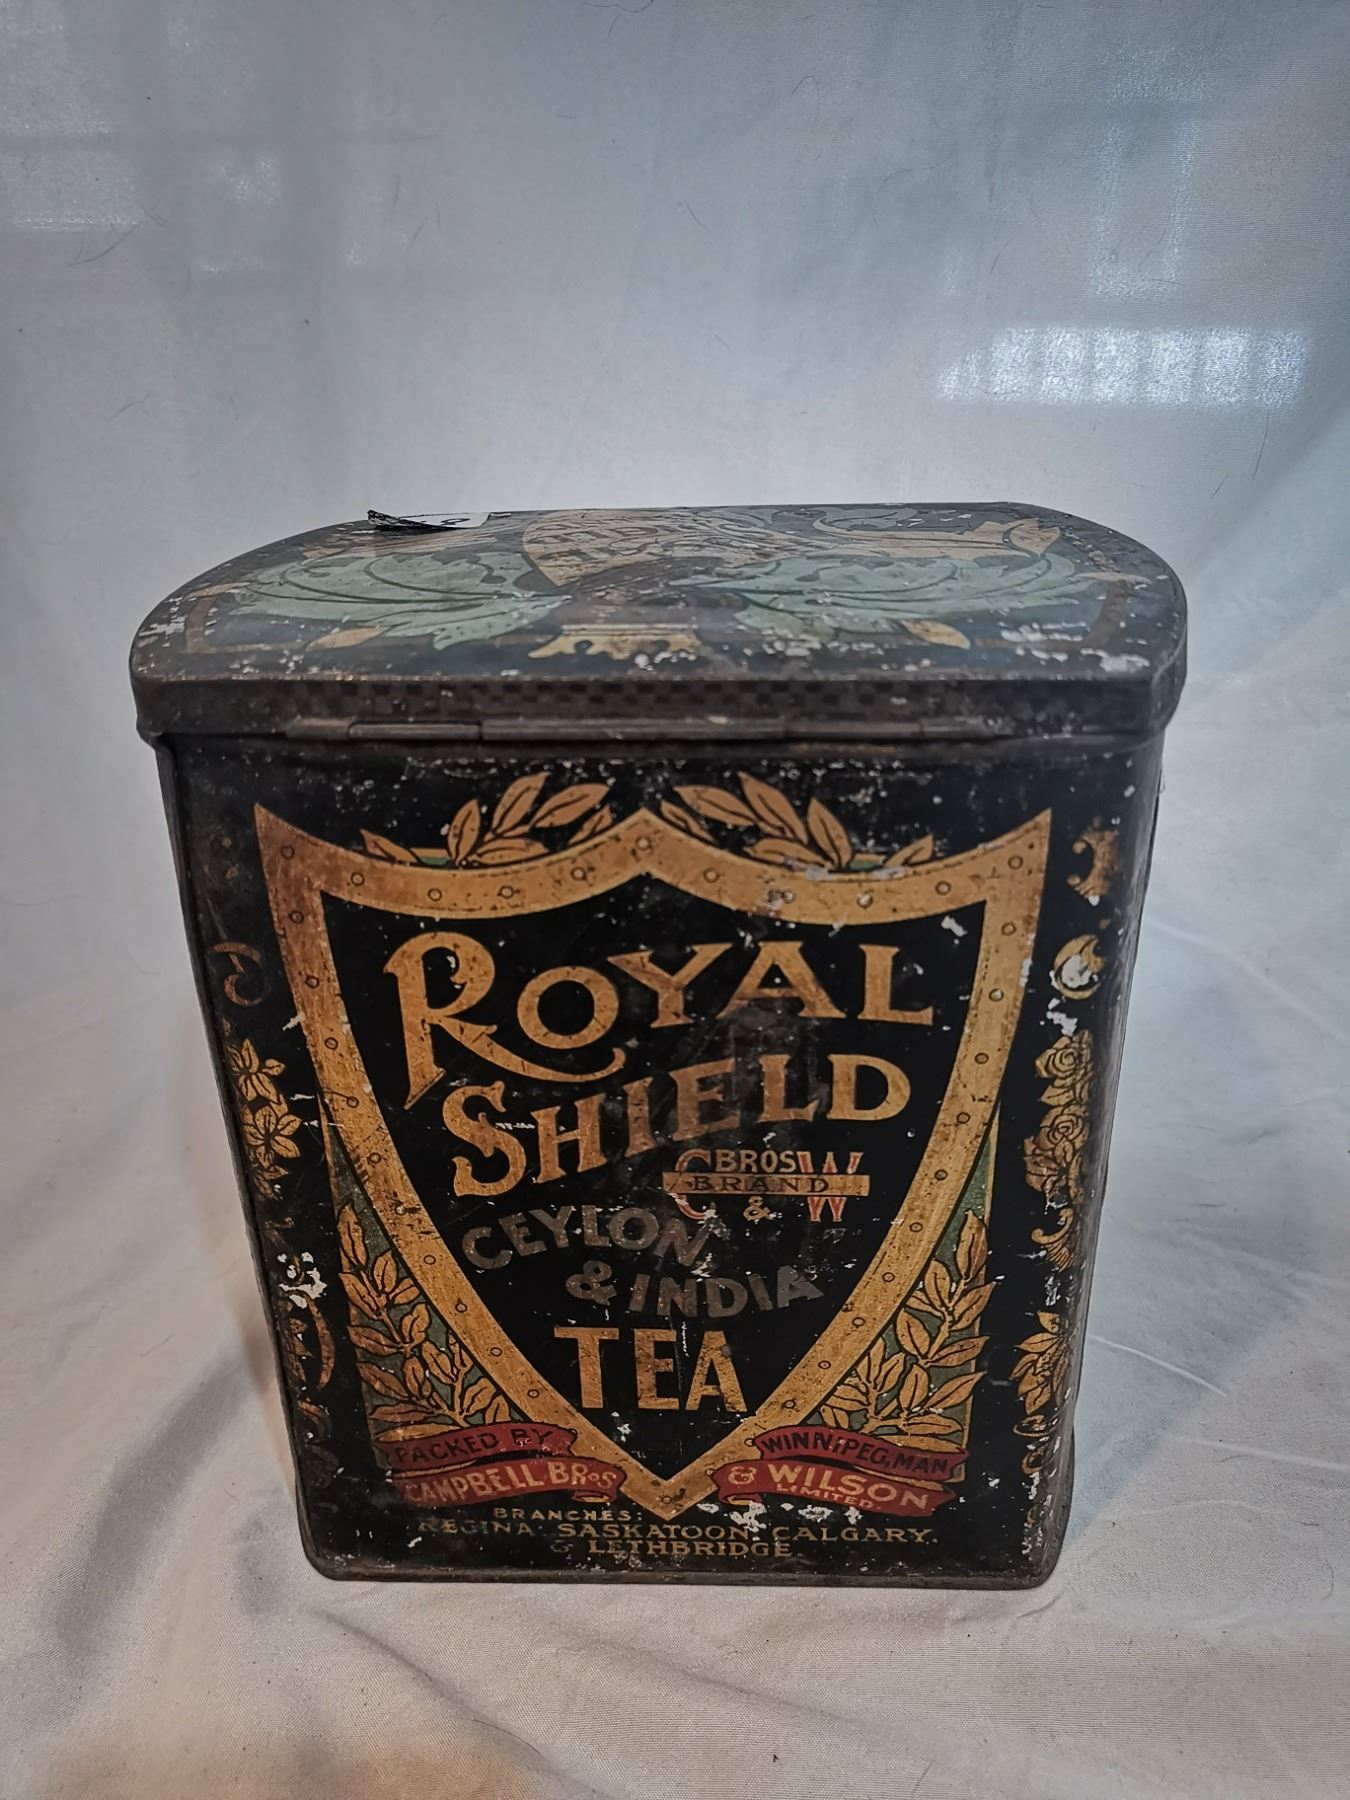 ROYAL
SHIELD
C BROS W
BRAND
&
CEYLON
& INDIA
TEA
PACKED BY
CAMPBELL BROS
WINNIPEG, MAN
& WILSON
LIMITED.
BRANCHES:
REGINA SASKATOON CALGARY.
& LETHBRIDGE